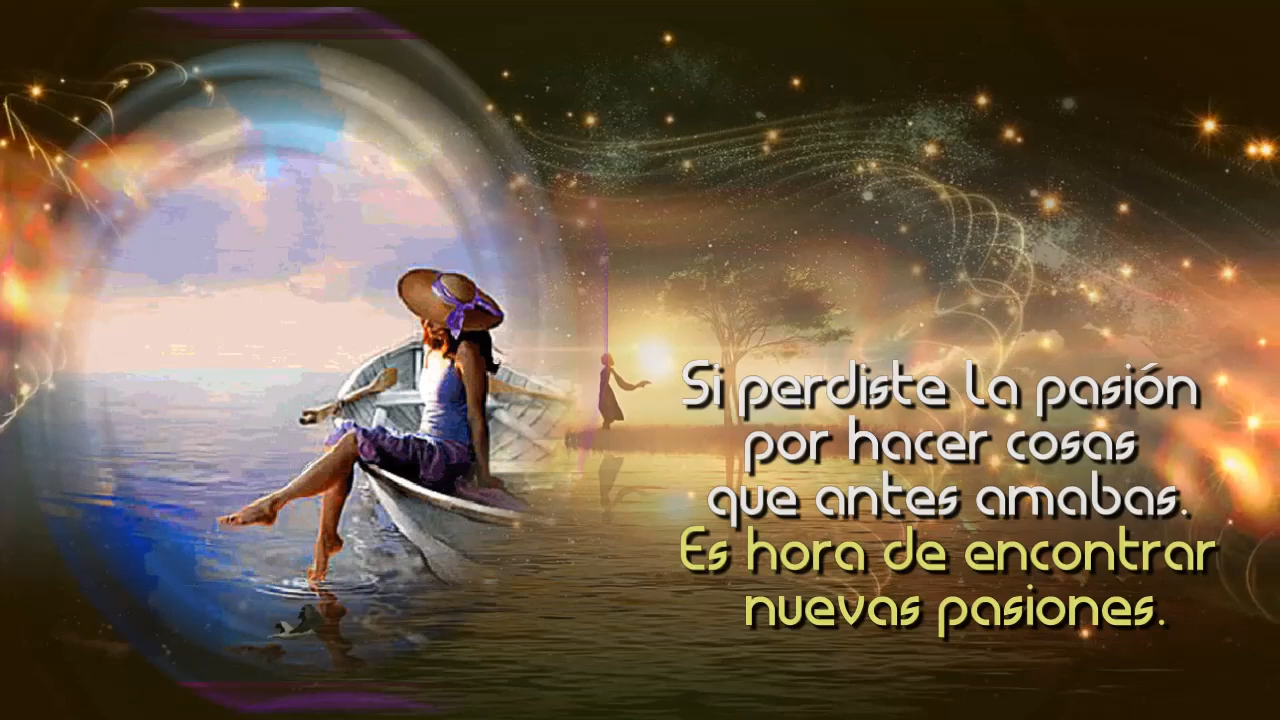 Si perdiste la pasión
por hacer cosas
que antes amabas.
Es hora de encontrar
nuevas pasiones.